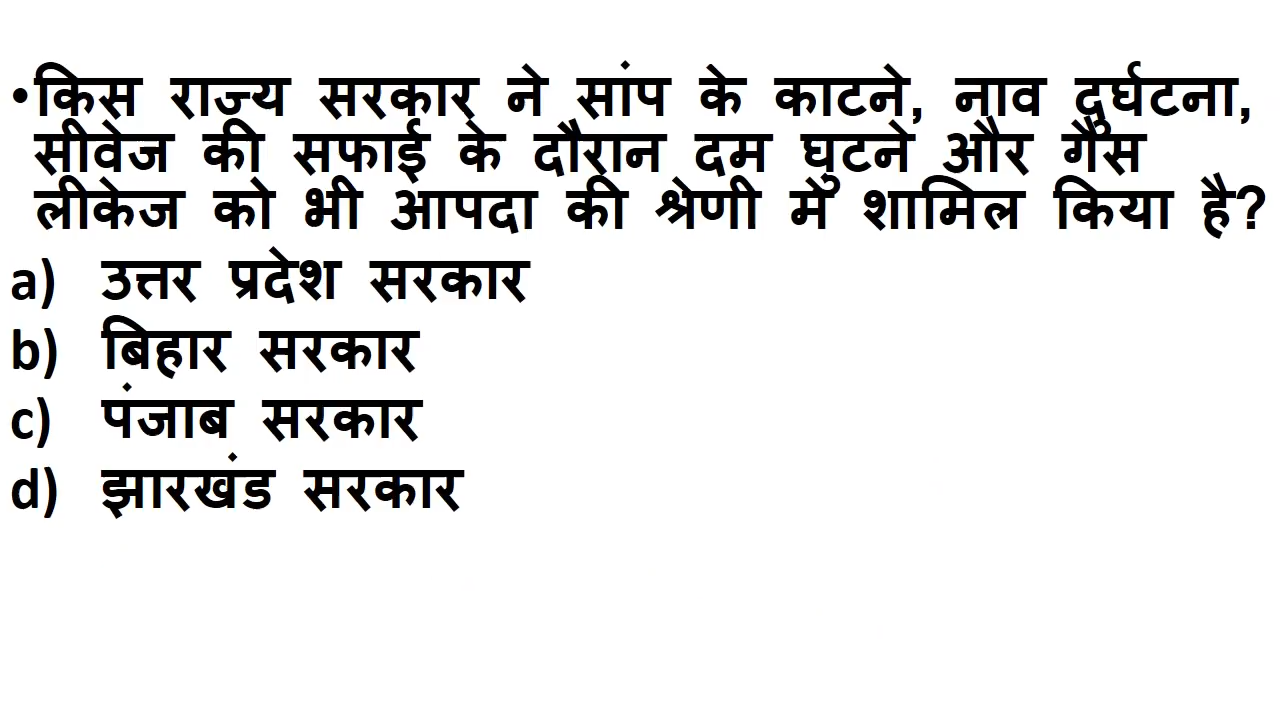 •किस राज्य सरकार ने सांप के काटने, नाव दुर्घटना,
सीवेज की सफाई के दौरान दम घुटने और गैस
लीकेज को भी आपदा की श्रेणी मे शामिल किया है?
a) उत्तर प्रदेश सरकार
b) बिहार सरकार
c) पंजाब सरकार
d) झारखंड सरकार